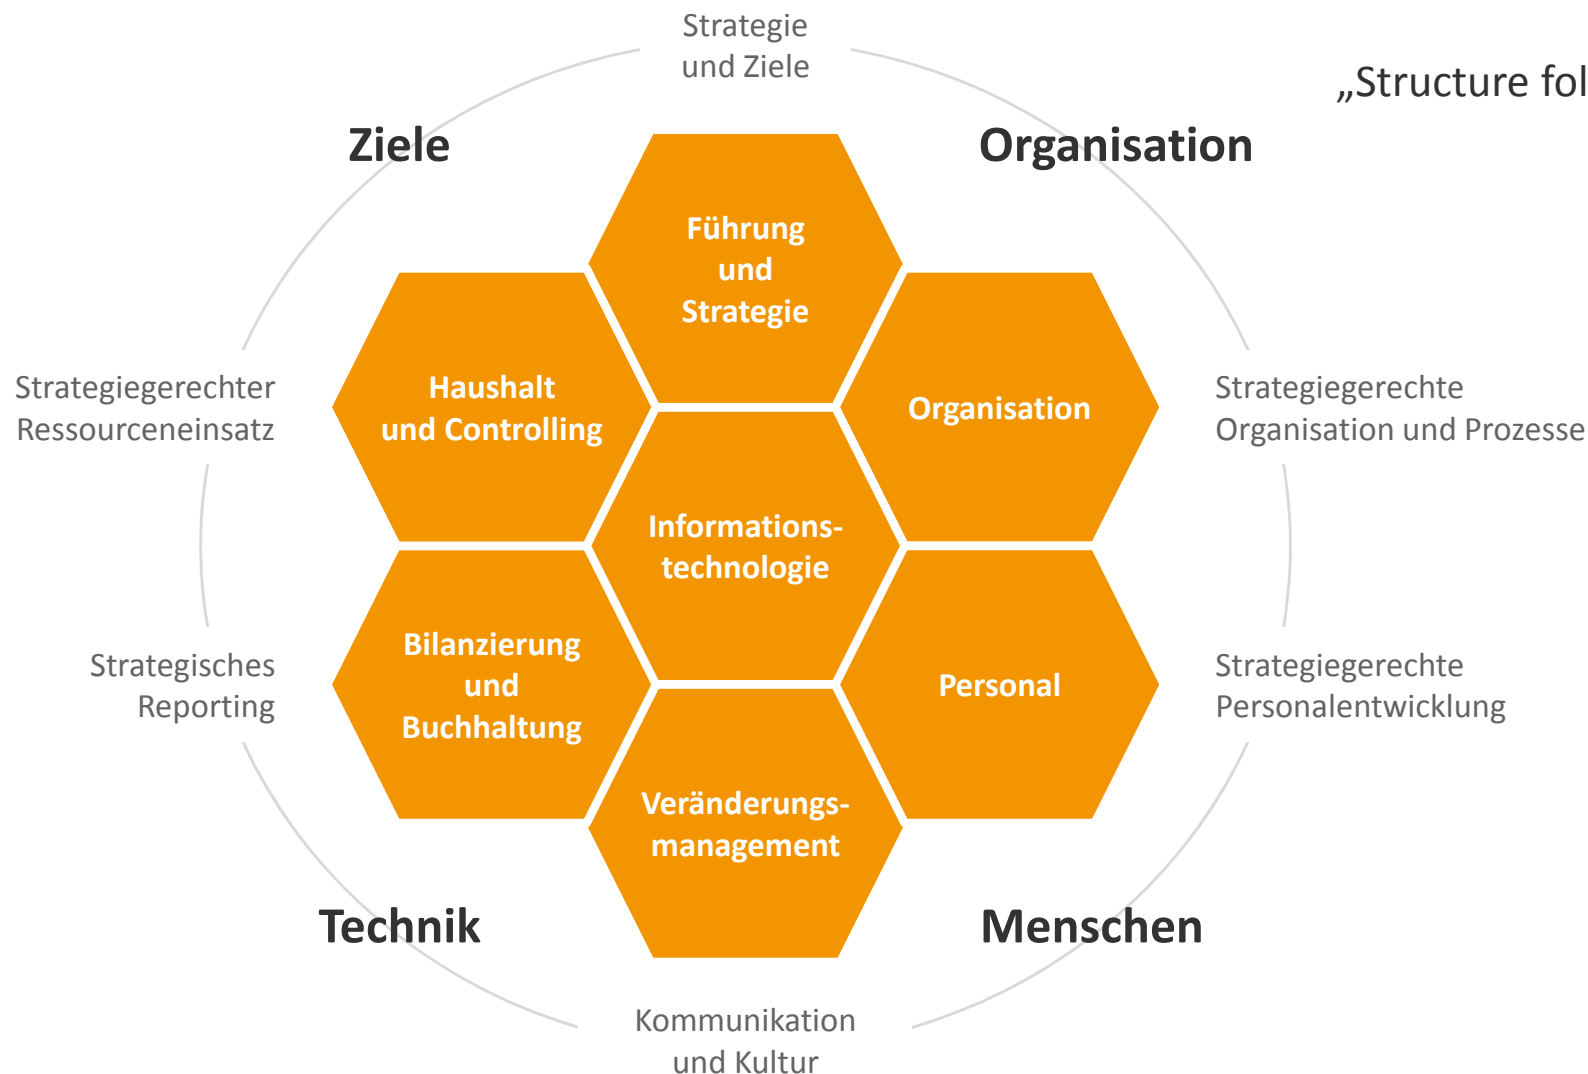 Strategie
und Ziele
„Structure fol
Ziele
Organisation
Führung
und
Strategie
Strategiegerechter
Ressourceneinsatz
Haushalt
und Controlling
Organisation
Strategiegerechte
Organisation und Prozesse
Informations-
technologie
Strategisches
Reporting
Bilanzierung
und
Buchhaltung
Personal
Strategiegerechte
Personalentwicklung
Veränderungs-
management
Technik
Menschen
Kommunikation
und Kultur